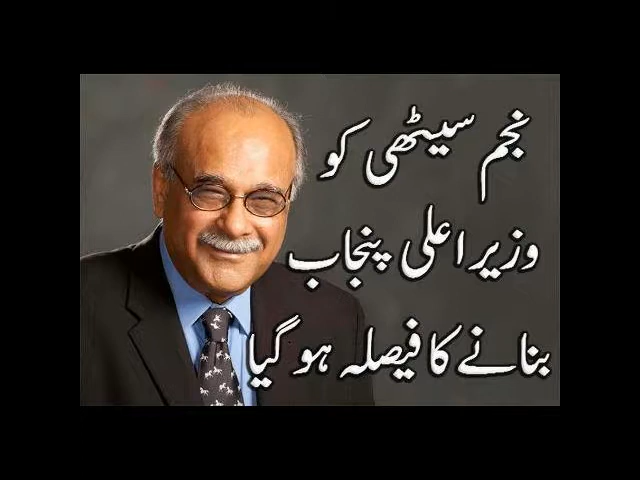 نجم سیٹھی کو
وزیر اعلی پنجاب
بنانے کا فیصلہ ہو گیا